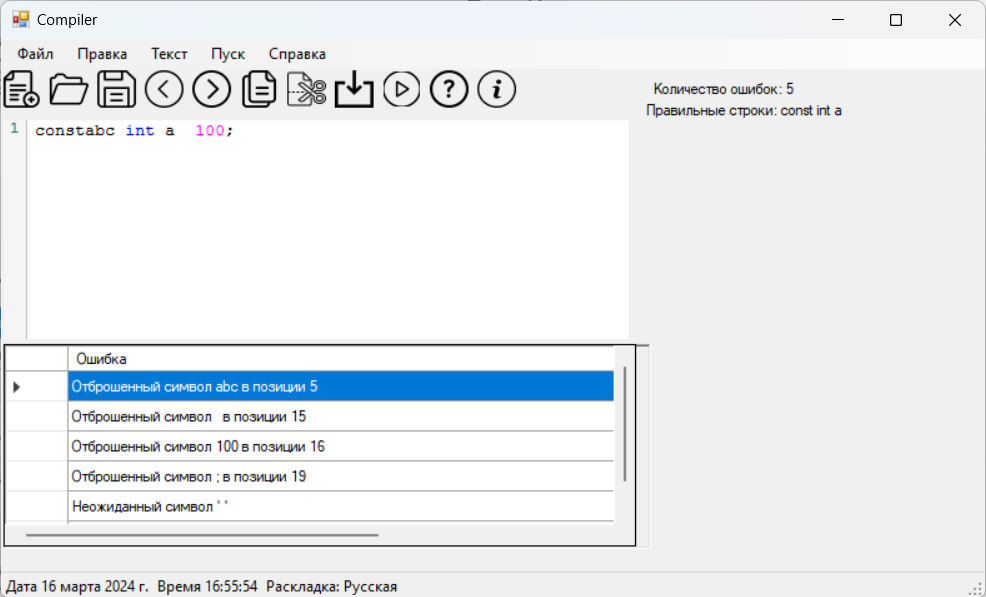 Compiler
Файл Правка Текст Пуск Справка
Количество ошибок: 5
Правильные строки: const int a
1 constabc int a  100;
Ошибка
Отброшенный символ abc в позиции 5
Отброшенный символ   в позиции 15
Отброшенный символ 100 в позиции 16
Отброшенный символ ; в позиции 19
Неожиданный символ ' '
Дата 16 марта 2024 г. Время 16:55:54 Раскладка: Русская